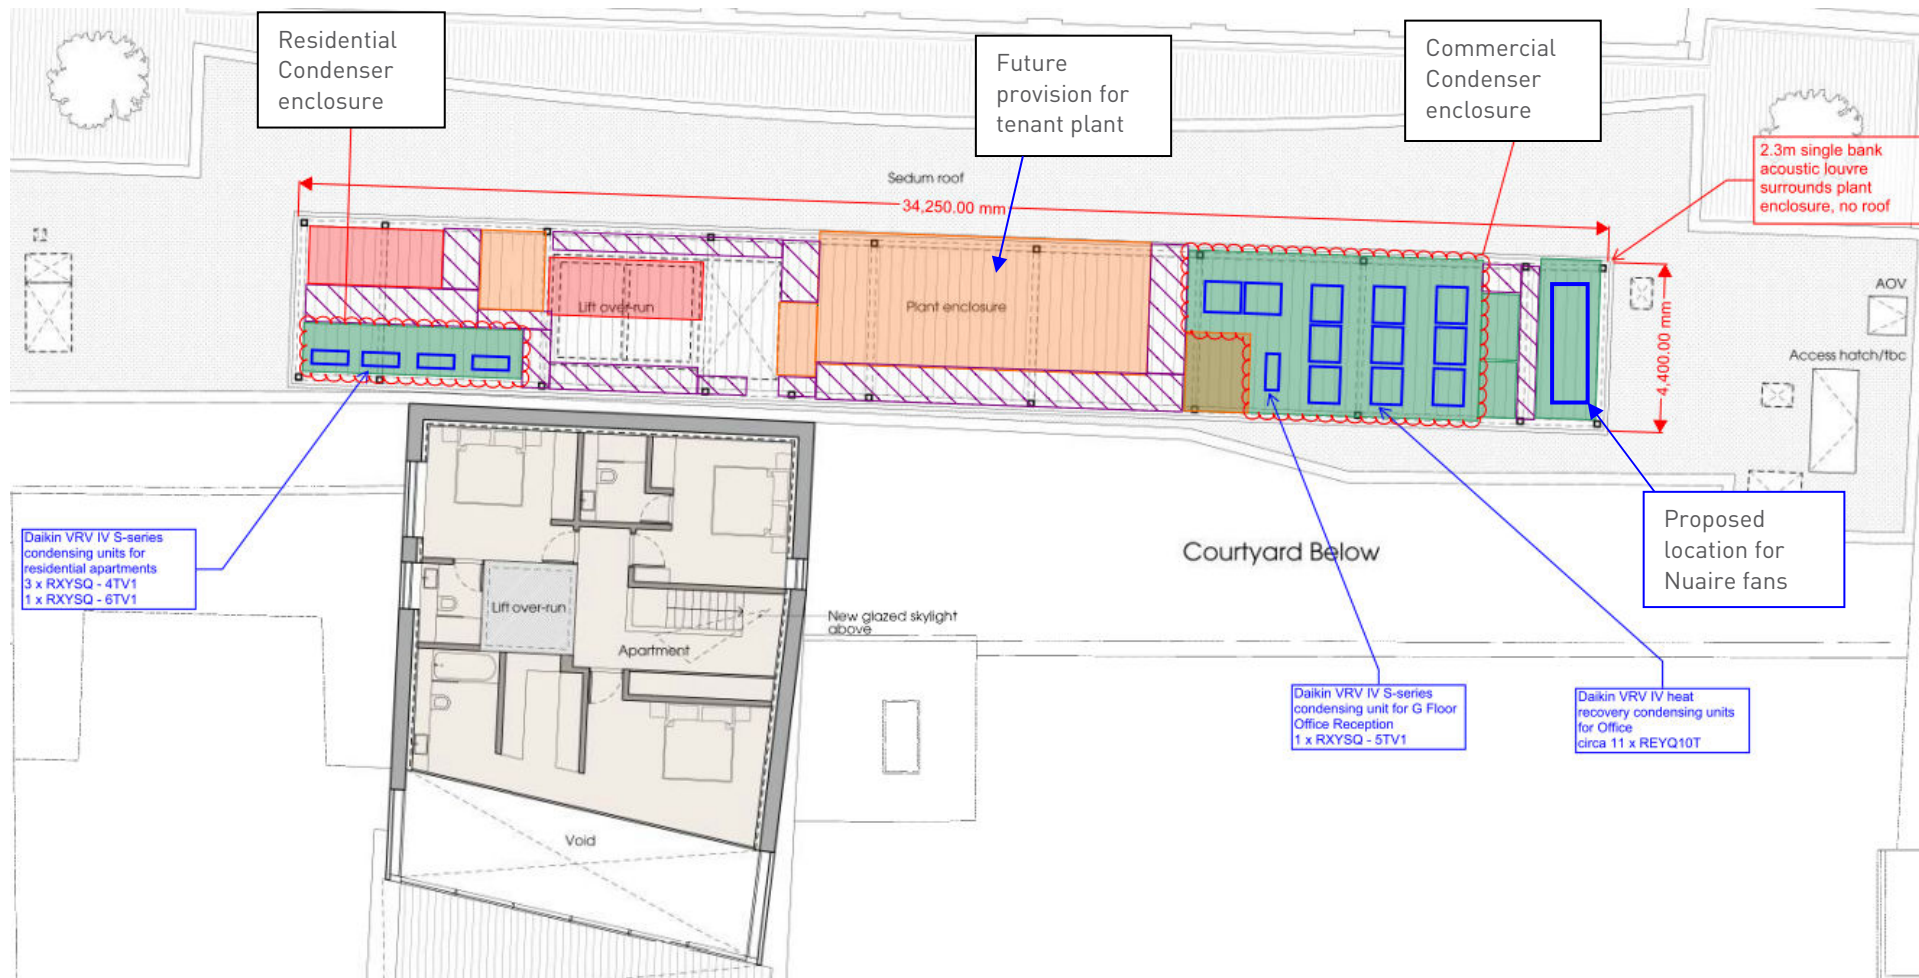 Residential
Condenser
enclosure
Future
provision for
tenant plant
Commercial
Condenser
enclosure
2.3m single bank
acoustic louvre
surrounds plant
enclosure, no roof
Sedum roof
34,250.00 mm
Lift over-run
Plant enclosure
4,400.00 mm
AOV
Access hatch/tbc
Daikin VRV IV S-series
condensing units for
residential apartments
3 x RXYSQ - 4TV1
1 x RXYSQ - 6TV1
Courtyard Below
Proposed
location for
Nuaire fans
Lift over-run
New glazed skylight
above
Apartment
Daikin VRV IV S-series
condensing unit for G Floor
Office Reception
1 x RXYSQ - 5TV1
Daikin VRV IV heat
recovery condensing units
for Office
circa 11 x REYQ10T
Void